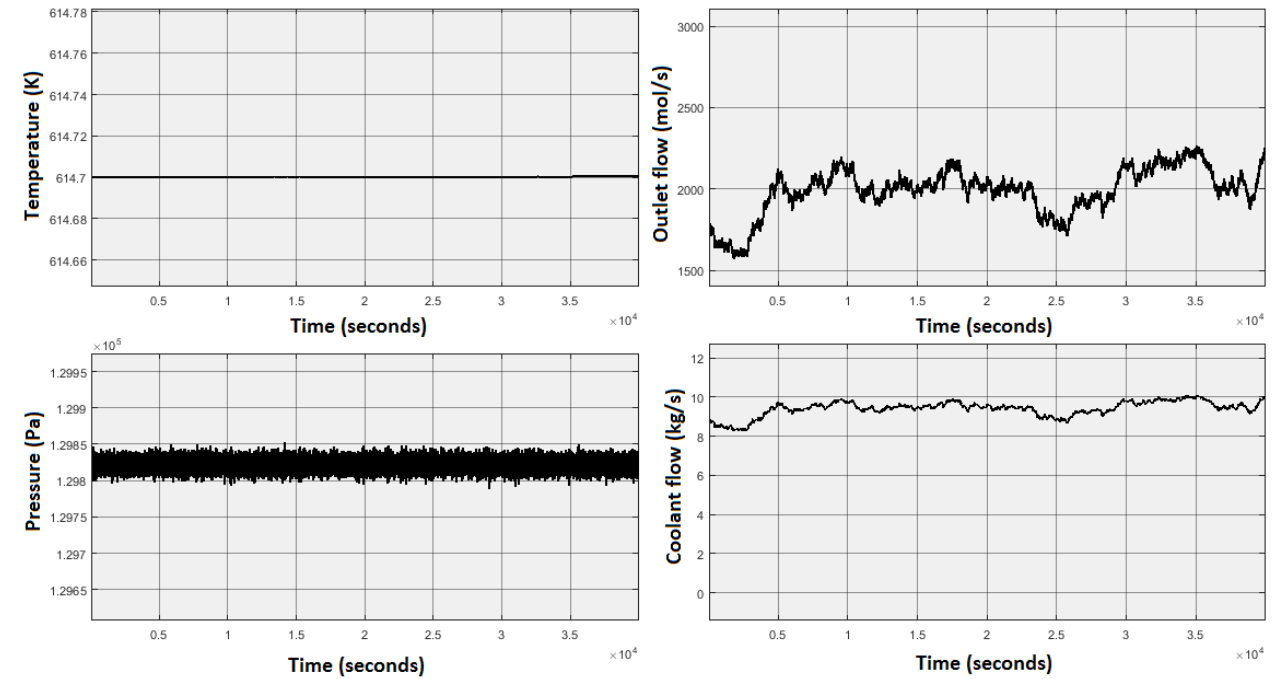 614.78
614.76
614.74
614.72
614.7
614.68
614.66
Temperature (K)
0.5 1 1.5 2 2.5 3 3.5
×10^4
Time (seconds)
3000
2500
2000
1500
Outlet flow (mol/s)
0.5 1 1.5 2 2.5 3 3.5
×10^4
Time (seconds)
×10^5
1.2995
1.299
1.2985
1.298
1.2975
1.297
1.2965
Pressure (Pa)
0.5 1 1.5 2 2.5 3 3.5
×10^4
Time (seconds)
12
10
8
6
4
2
0
Coolant flow (kg/s)
0.5 1 1.5 2 2.5 3 3.5
×10^4
Time (seconds)